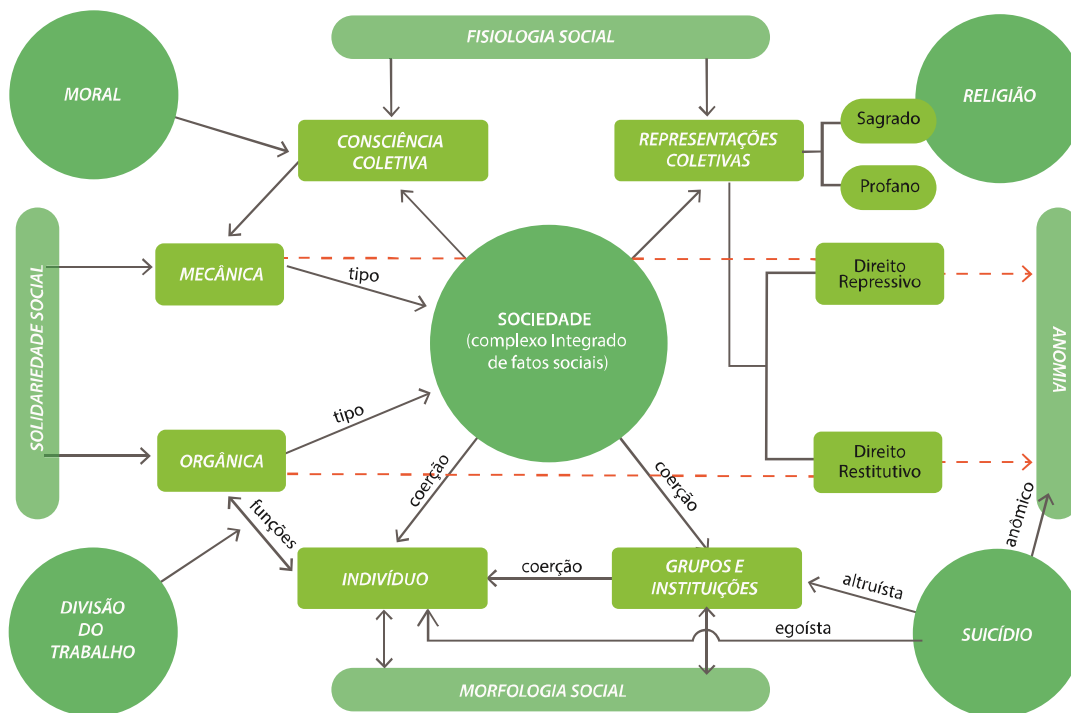 FISIOLOGIA SOCIAL
MORAL
RELIGIÃO
CONSCIÊNCIA
COLETIVA
REPRESENTAÇÕES
COLETIVAS
Sagrado
Profano
SOLIDARIEDADE SOCIAL
MECÂNICA
tipo
SOCIEDADE
(complexo Integrado
de fatos sociais)
Direito
Repressivo
ANOMIA
ORGÂNICA
tipo
Direito
Restitutivo
coerção
coerção
funções
anômico
INDIVÍDUO
coerção
GRUPOS E
INSTITUIÇÕES
altruísta
egoísta
DIVISÃO
DO
TRABALHO
SUICÍDIO
MORFOLOGIA SOCIAL